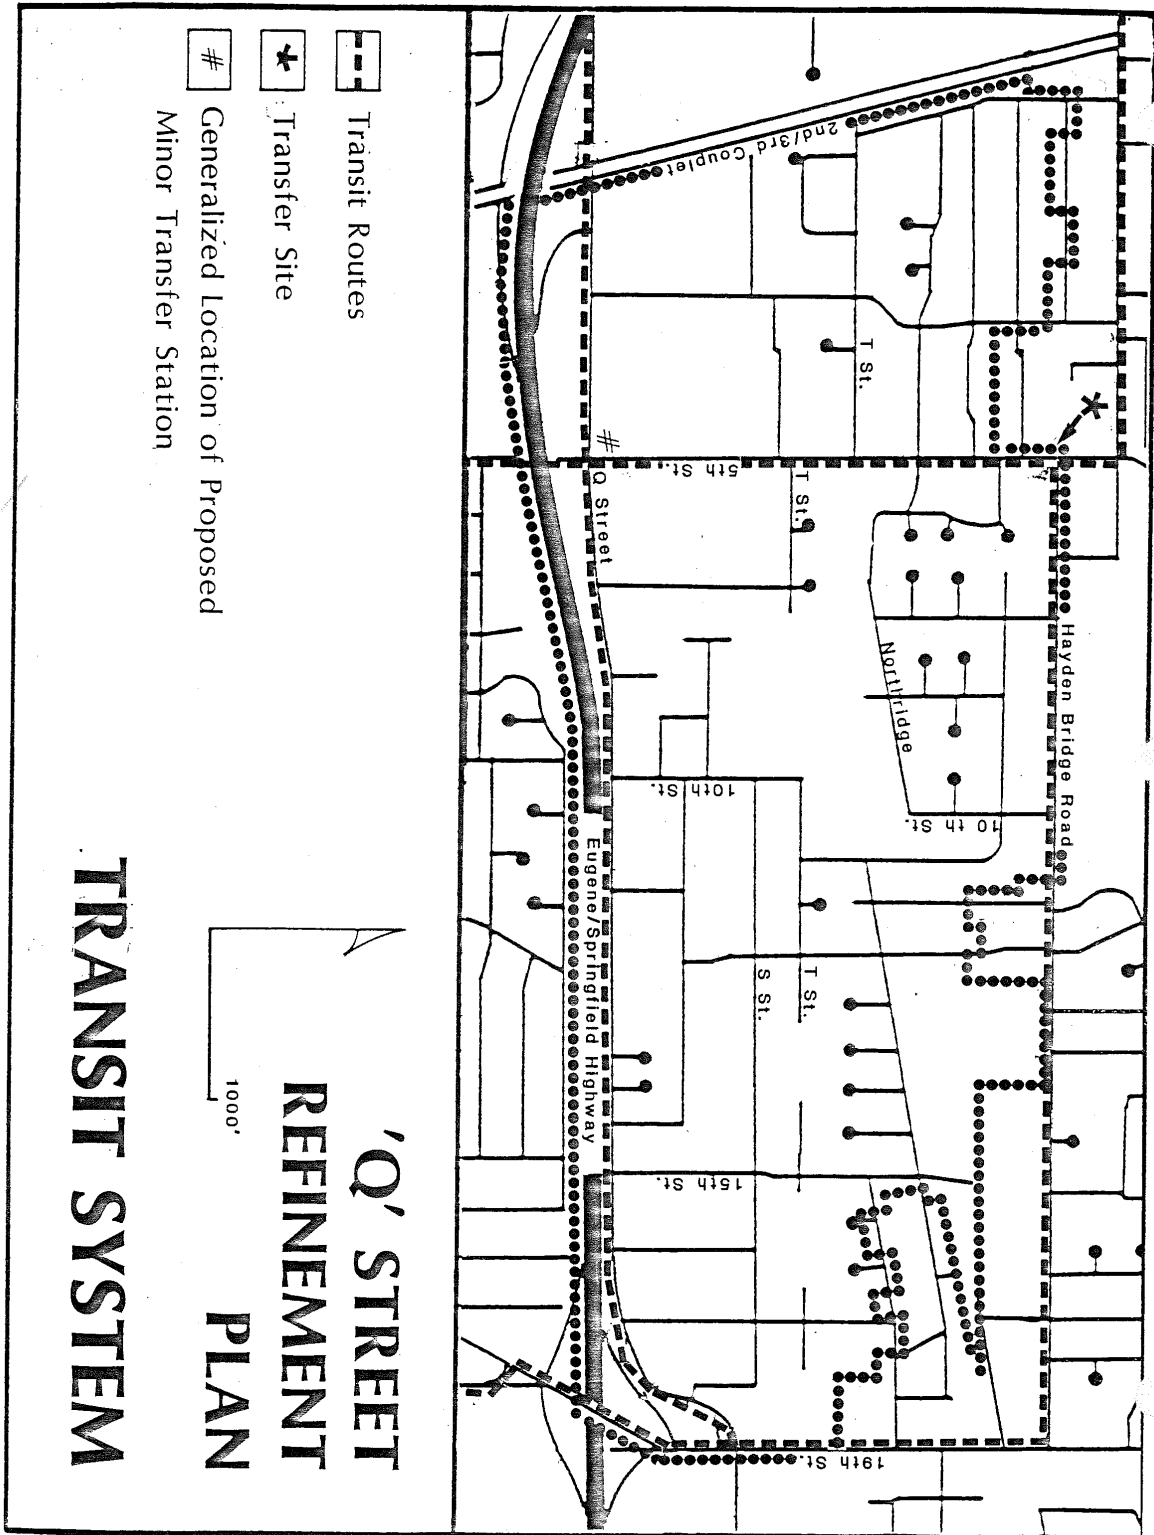 2nd/3rd Couplet
T St.
5th St.
Q Street
T St.
Hayden Bridge Road
Northridge
10th St.
10 th St.
Eugene/Springfield Highway
S St.
T St.
15th St.
19th St.
#
Transit Routes
Transfer Site
# Generalized Location of Proposed
Minor Transfer Station
1000'
'Q' STREET
REFINEMENT
PLAN
TRANSIT SYSTEM